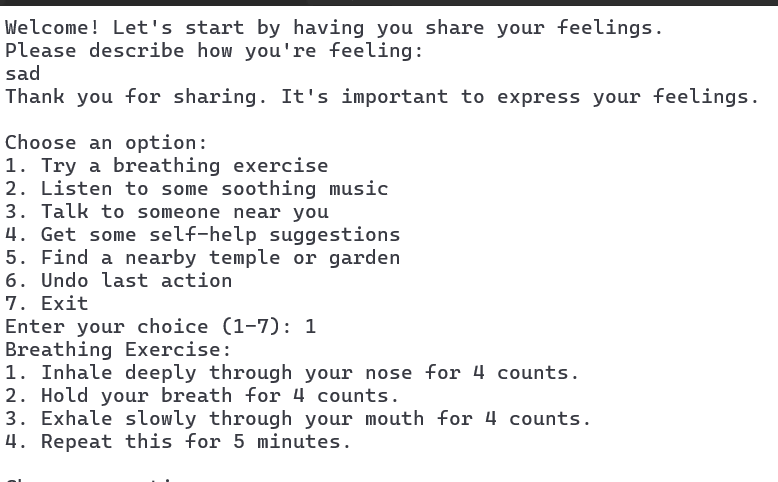 Welcome! Let's start by having you share your feelings.
Please describe how you're feeling:
sad
Thank you for sharing. It's important to express your feelings.
Choose an option:
1. Try a breathing exercise
2. Listen to some soothing music
3. Talk to someone near you
4. Get some self-help suggestions
5. Find a nearby temple or garden
6. Undo last action
7. Exit
Enter your choice (1-7): 1
Breathing Exercise:
1. Inhale deeply through your nose for 4 counts.
2. Hold your breath for 4 counts.
3. Exhale slowly through your mouth for 4 counts.
4. Repeat this for 5 minutes.